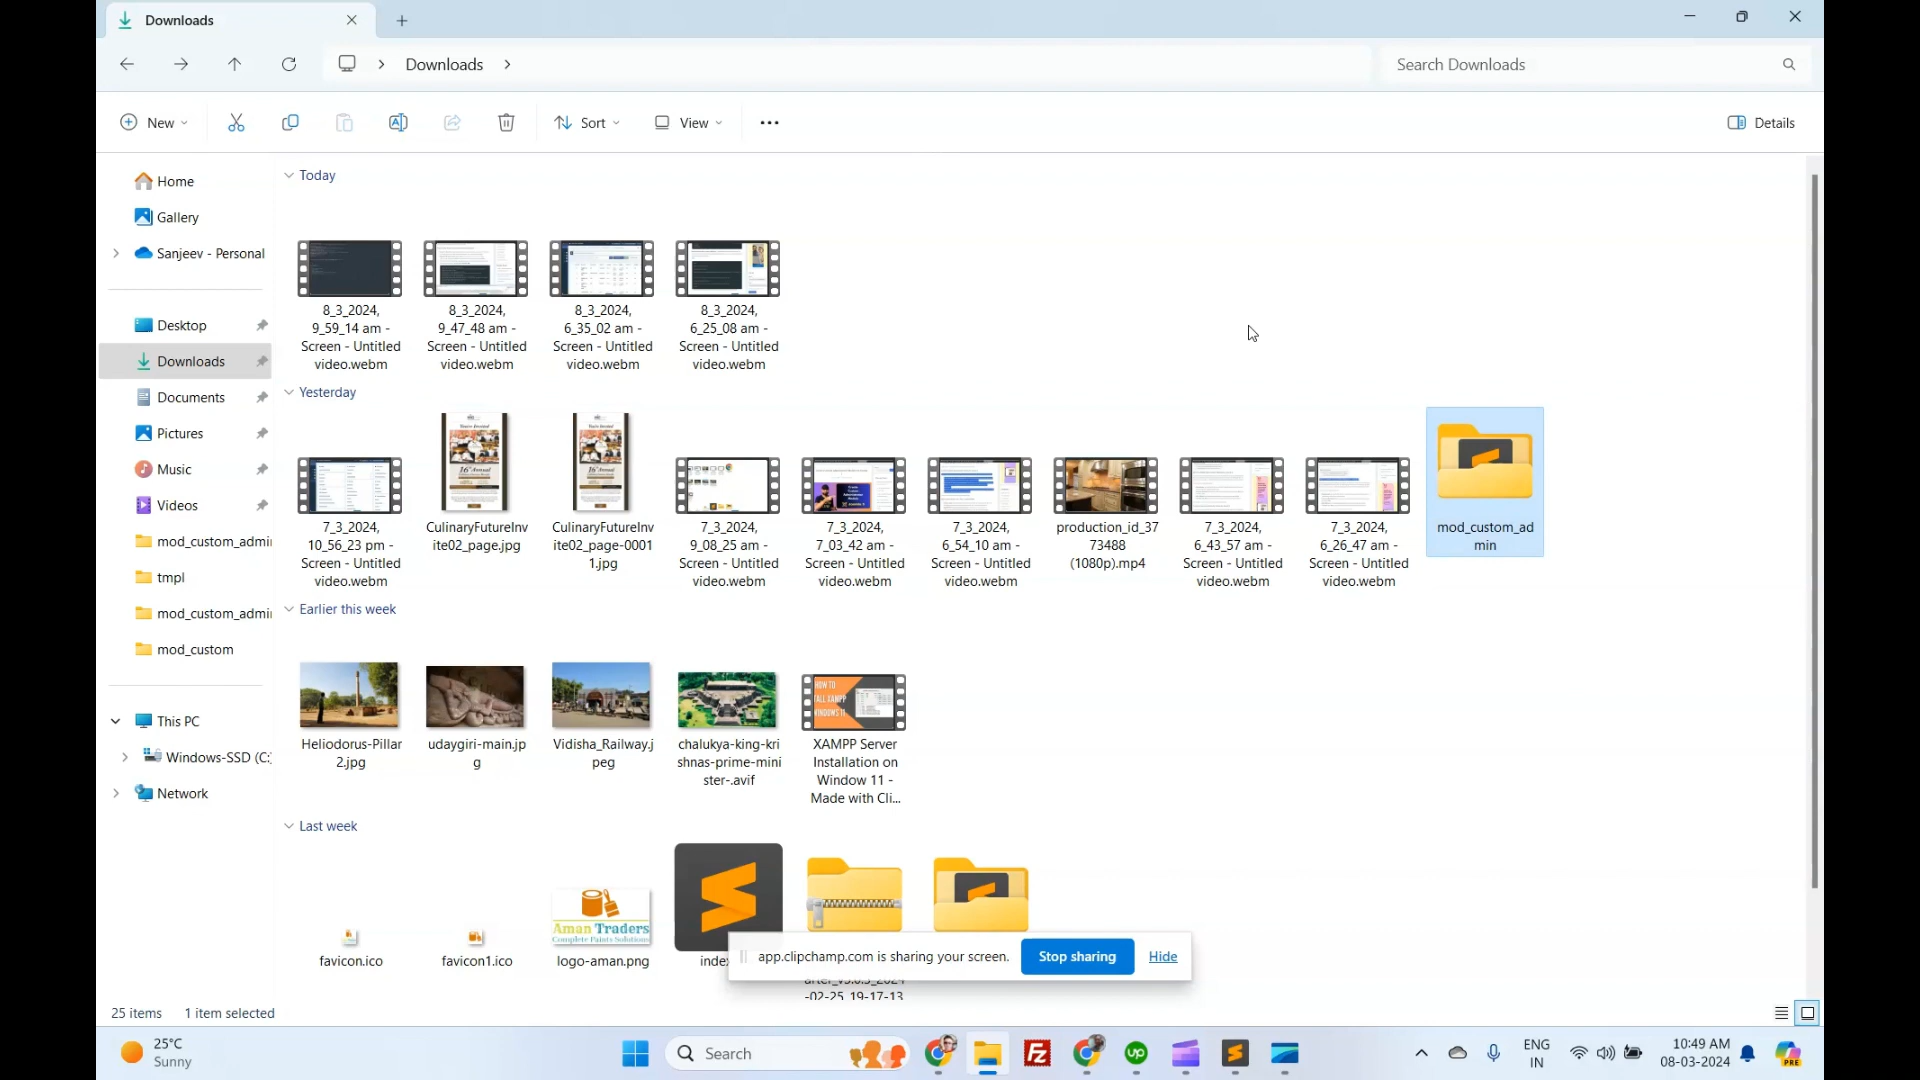 Downloads
Downloads
Search Downloads
New
Sort
View
Details
Home
Gallery
Sanjeev - Personal
Desktop
Downloads
Documents
Pictures
Music
Videos
mod_custom_admi
tmpl
mod_custom_admi
mod_custom
This PC
Windows-SSD (C:
Network
Today
8_3_2024,
9_59_14 am -
Screen - Untitled
video.webm
8_3_2024,
9_47_48 am -
Screen - Untitled
video.webm
8_3_2024,
6_35_02 am -
Screen - Untitled
video.webm
8_3_2024,
6_25_08 am -
Screen - Untitled
video.webm
Yesterday
7_3_2024,
10_56_23 pm -
Screen - Untitled
video.webm
CulinaryFutureInv
ite02_page.jpg
CulinaryFutureInv
ite02_page-0001
1.jpg
7_3_2024,
9_08_25 am -
Screen - Untitled
video.webm
7_3_2024,
7_03_42 am -
Screen - Untitled
video.webm
7_3_2024,
6_54_10 am -
Screen - Untitled
video.webm
production_id_37
73488
(1080p).mp4
7_3_2024,
6_43_57 am -
Screen - Untitled
video.webm
7_3_2024,
6_26_47 am -
Screen - Untitled
video.webm
mod_custom_ad
min
Earlier this week
Heliodorus-Pillar
2.jpg
udaygiri-main.jp
g
Vidisha_Railway.j
peg
chalukya-king-kri
shnas-prime-mini
ster-.avif
XAMPP Server
Installation on
Window 11 -
Made with Cli...
Last week
favicon.ico
favicon1.ico
Aman Traders
Complete Paints Solutions
logo-aman.png
index
-02-25_19-17-13
app.clipchamp.com is sharing your screen.
Stop sharing
Hide
25 items
1 item selected
25°C
Sunny
Search
ENG
IN
10:49 AM
08-03-2024
PRE